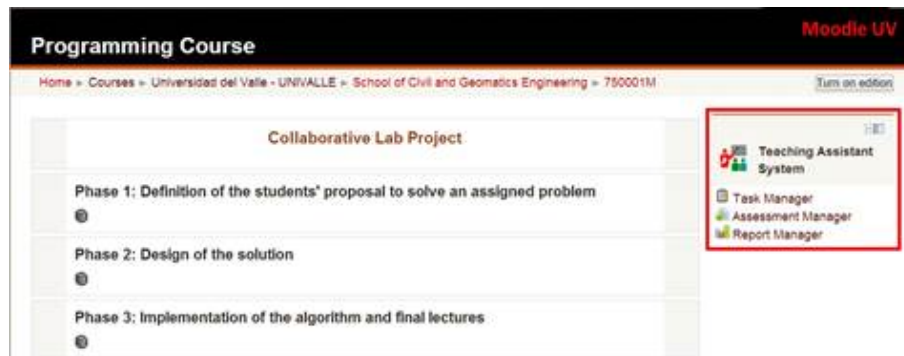 Moodle UV
Programming Course
Home » Courses » Universidad del Valle - UNIVALLE » School of Civil and Geomatics Engineering » 750001M
Turn on edition
Collaborative Lab Project
Phase 1: Definition of the students' proposal to solve an assigned problem
Phase 2: Design of the solution
Phase 3: Implementation of the algorithm and final lectures
Teaching Assistant
System
Task Manager
Assessment Manager
Report Manager